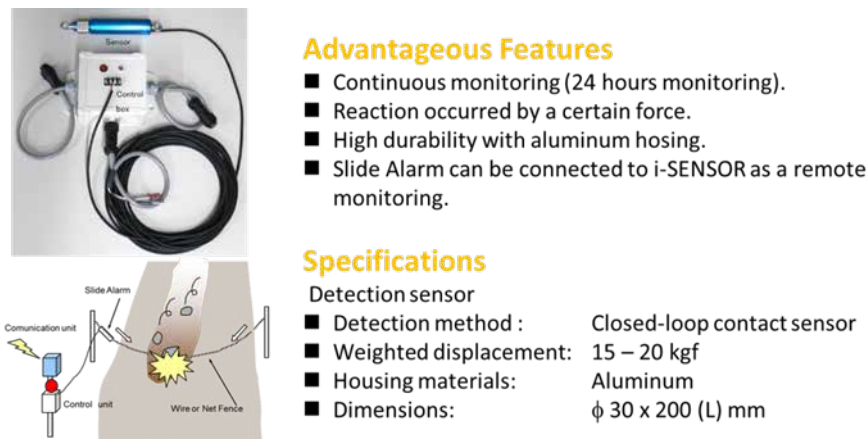 Sensor
Control
box
Advantageous Features
■ Continuous monitoring (24 hours monitoring).
■ Reaction occurred by a certain force.
■ High durability with aluminum hosing.
■ Slide Alarm can be connected to i-SENSOR as a remote
monitoring.
Slide Alarm
Comunication unit
Control unit
Wire or Net Fence
Specifications
Detection sensor
■ Detection method : Closed-loop contact sensor
■ Weighted displacement: 15 – 20 kgf
■ Housing materials: Aluminum
■ Dimensions: ϕ 30 x 200 (L) mm